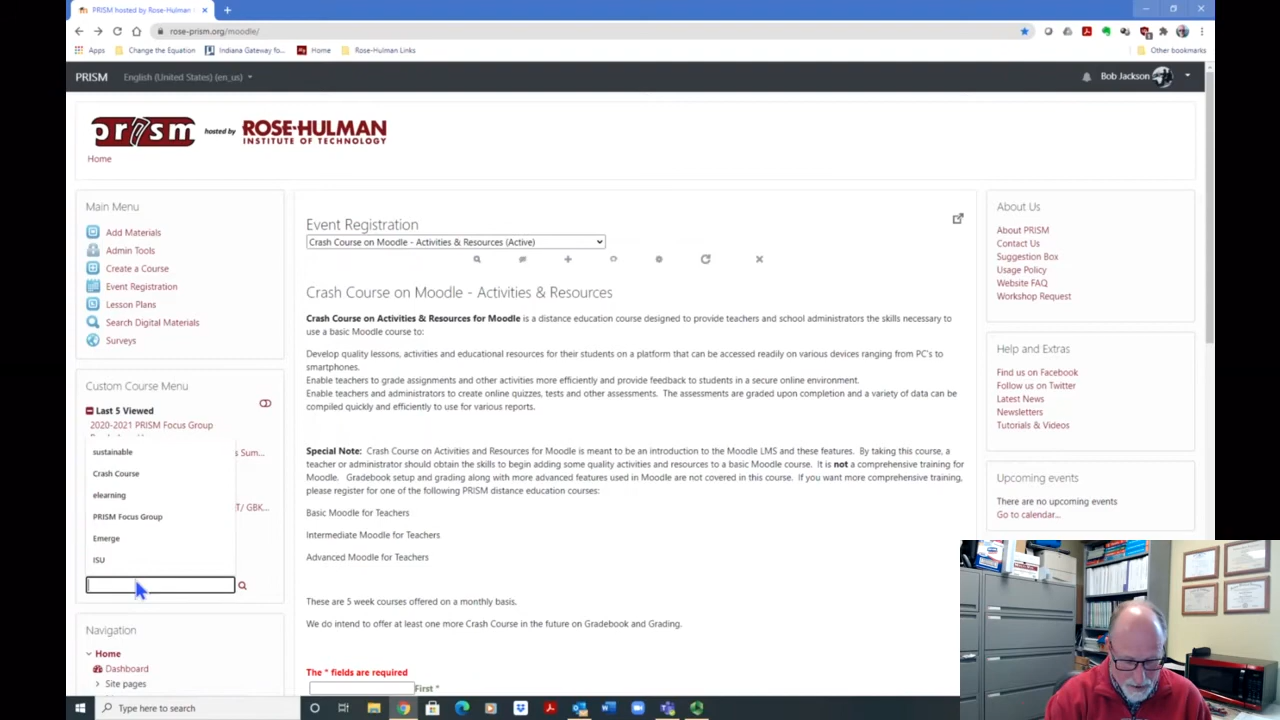 PRISM hosted by Rose-Hulman
rose-prism.org/moodle/
Apps
Change the Equation
Indiana Gateway fo...
Home
Rose-Hulman Links
Other bookmarks
PRISM
English (United States) (en_us)
Bob Jackson
prism
hosted by
ROSE-HULMAN
INSTITUTE OF TECHNOLOGY
Home
Main Menu
Add Materials
Admin Tools
Create a Course
Event Registration
Lesson Plans
Search Digital Materials
Surveys
Custom Course Menu
Last 5 Viewed
2020-2021 PRISM Focus Group
s Sum...
T/ GBK...
sustainable
Crash Course
elearning
PRISM Focus Group
Emerge
ISU
Navigation
Home
Dashboard
Site pages
Event Registration
Crash Course on Moodle - Activities & Resources (Active)
Crash Course on Moodle - Activities & Resources
Crash Course on Activities & Resources for Moodle is a distance education course designed to provide teachers and school administrators the skills necessary to
use a basic Moodle course to:
Develop quality lessons, activities and educational resources for their students on a platform that can be accessed readily on various devices ranging from PC's to
smartphones.
Enable teachers to grade assignments and other activities more efficiently and provide feedback to students in a secure online environment.
Enable teachers and administrators to create online quizzes, tests and other assessments. The assessments are graded upon completion and a variety of data can be
compiled quickly and efficiently to use for various reports.
Special Note: Crash Course on Activities and Resources for Moodle is meant to be an introduction to the Moodle LMS and these features. By taking this course, a
teacher or administrator should obtain the skills to begin adding some quality activities and resources to a basic Moodle course. It is not a comprehensive training for
Moodle. Gradebook setup and grading along with more advanced features used in Moodle are not covered in this course. If you want more comprehensive training,
please register for one of the following PRISM distance education courses:
Basic Moodle for Teachers
Intermediate Moodle for Teachers
Advanced Moodle for Teachers
These are 5 week courses offered on a monthly basis.
We do intend to offer at least one more Crash Course in the future on Gradebook and Grading.
The * fields are required
First *
About Us
About PRISM
Contact Us
Suggestion Box
Usage Policy
Website FAQ
Workshop Request
Help and Extras
Find us on Facebook
Follow us on Twitter
Latest News
Newsletters
Tutorials & Videos
Upcoming events
There are no upcoming events
Go to calendar...
Type here to search